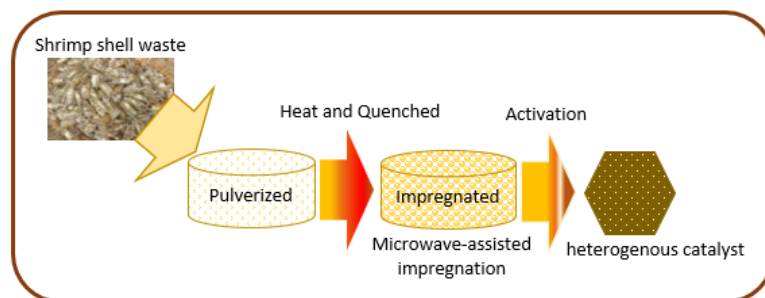 Shrimp shell waste
Heat and Quenched
Activation
Pulverized
Impregnated
Microwave-assisted
impregnation
heterogenous catalyst